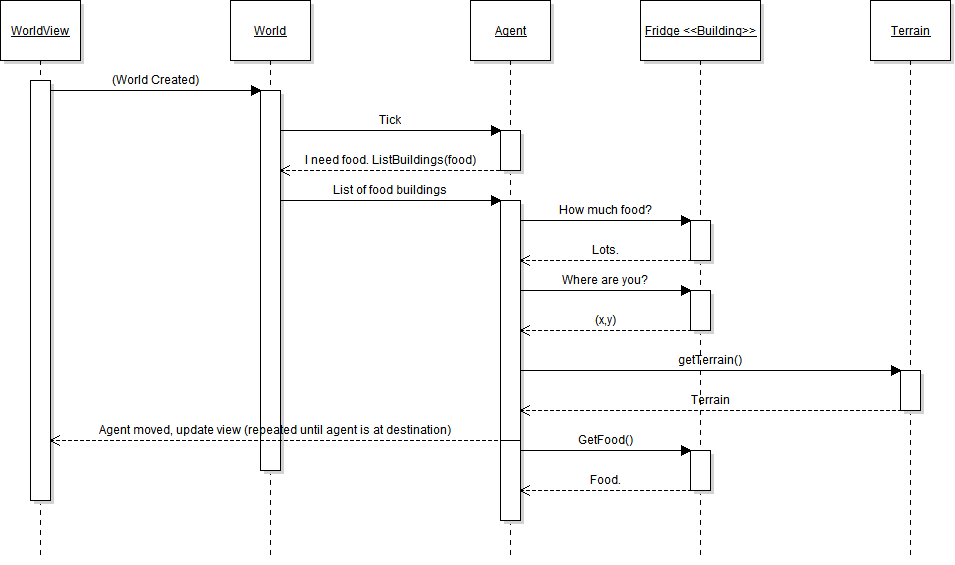 WorldView
World
Agent
Fridge <<Building>>
Terrain
(World Created)
Tick
I need food. ListBuildings(food)
List of food buildings
How much food?
Lots.
Where are you?
(x,y)
getTerrain()
Terrain
Agent moved, update view (repeated until agent is at destination)
GetFood()
Food.